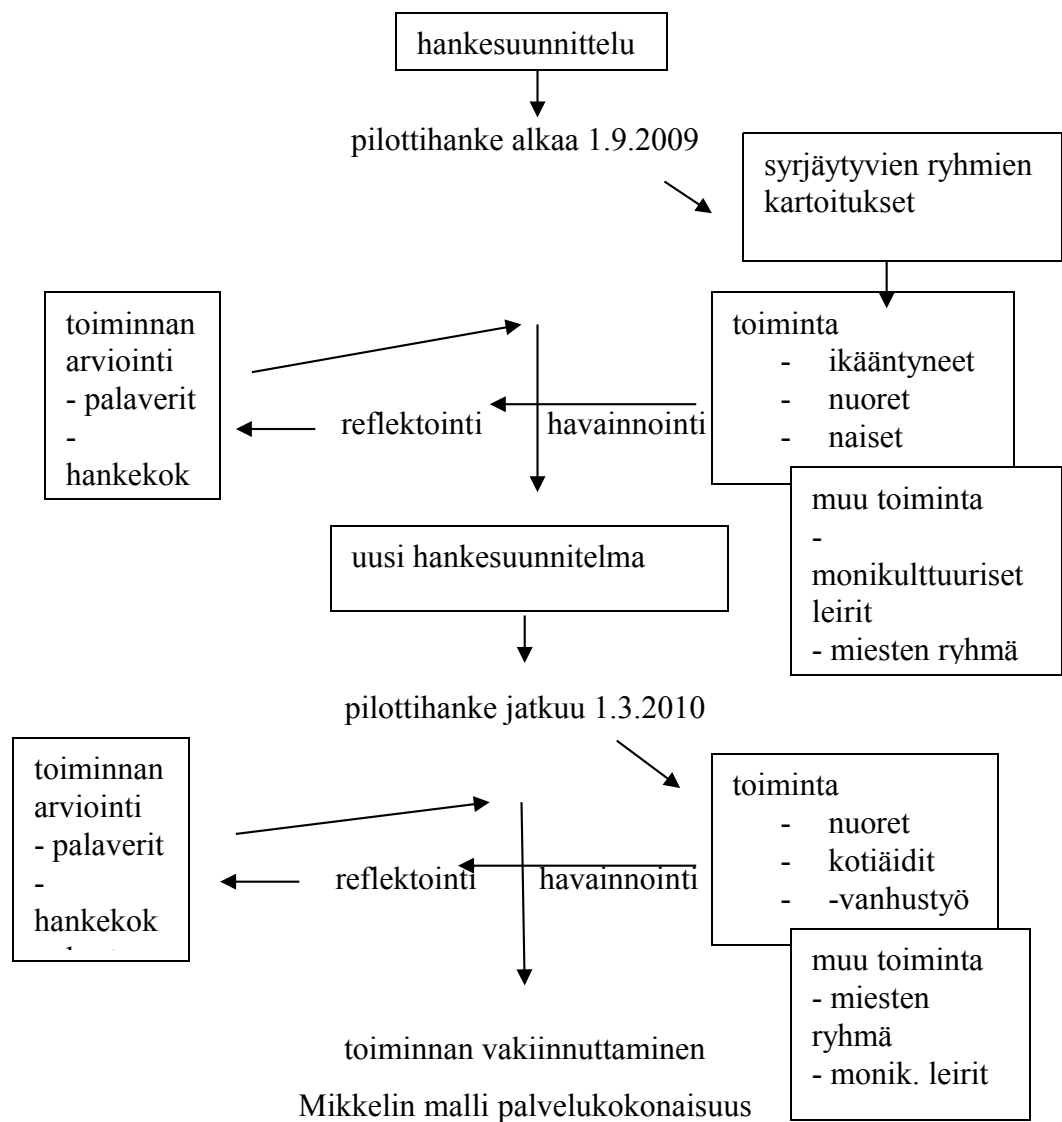 hankesuunnittelu
pilottihanke alkaa 1.9.2009
syrjäytyvien ryhmien
kartoitukset
toiminnan
arviointi
- palaverit
-
hankekok
reflektointi
havainnointi
toiminta
- ikääntyneet
- nuoret
- naiset
muu toiminta
-
monikulttuuriset
leirit
- miesten ryhmä
uusi hankesuunnitelma
pilottihanke jatkuu 1.3.2010
toiminnan
arviointi
- palaverit
-
hankekok
reflektointi
havainnointi
toiminta
- nuoret
- kotiäidit
- -vanhustyö
muu toiminta
- miesten
ryhmä
- monik. leirit
toiminnan vakiinnuttaminen
Mikkelin malli palvelukokonaisuus